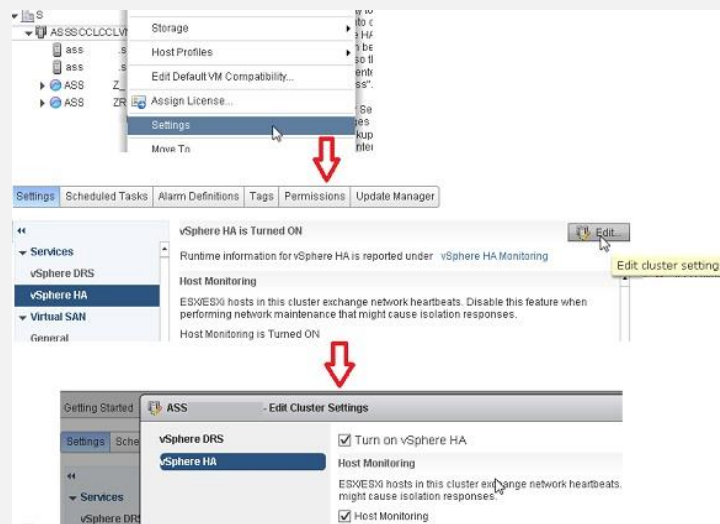 S
ASSSCCLCCLVM
Storage
ass .s
Host Profiles
ass .s
Edit Default VM Compatibility...
ASS Z_
ASS ZR
Assign License...
Settings
Move To
Settings Scheduled Tasks Alarm Definitions Tags Permissions Update Manager
vSphere HA is Turned ON
Edit...
Services
Runtime information for vSphere HA is reported under vSphere HA Monitoring
Edit cluster setting
vSphere DRS
Host Monitoring
vSphere HA
ESX/ESXi hosts in this cluster exchange network heartbeats. Disable this feature when
performing network maintenance that might cause isolation responses.
Virtual SAN
General
Host Monitoring is Turned ON
Getting Started
ASS - Edit Cluster Settings
Settings Sche
vSphere DRS
Turn on vSphere HA
vSphere HA
Host Monitoring
ESX/ESXi hosts in this cluster exchange network heartbeats.
might cause isolation responses.
Services
vSphere DRS
Host Monitoring